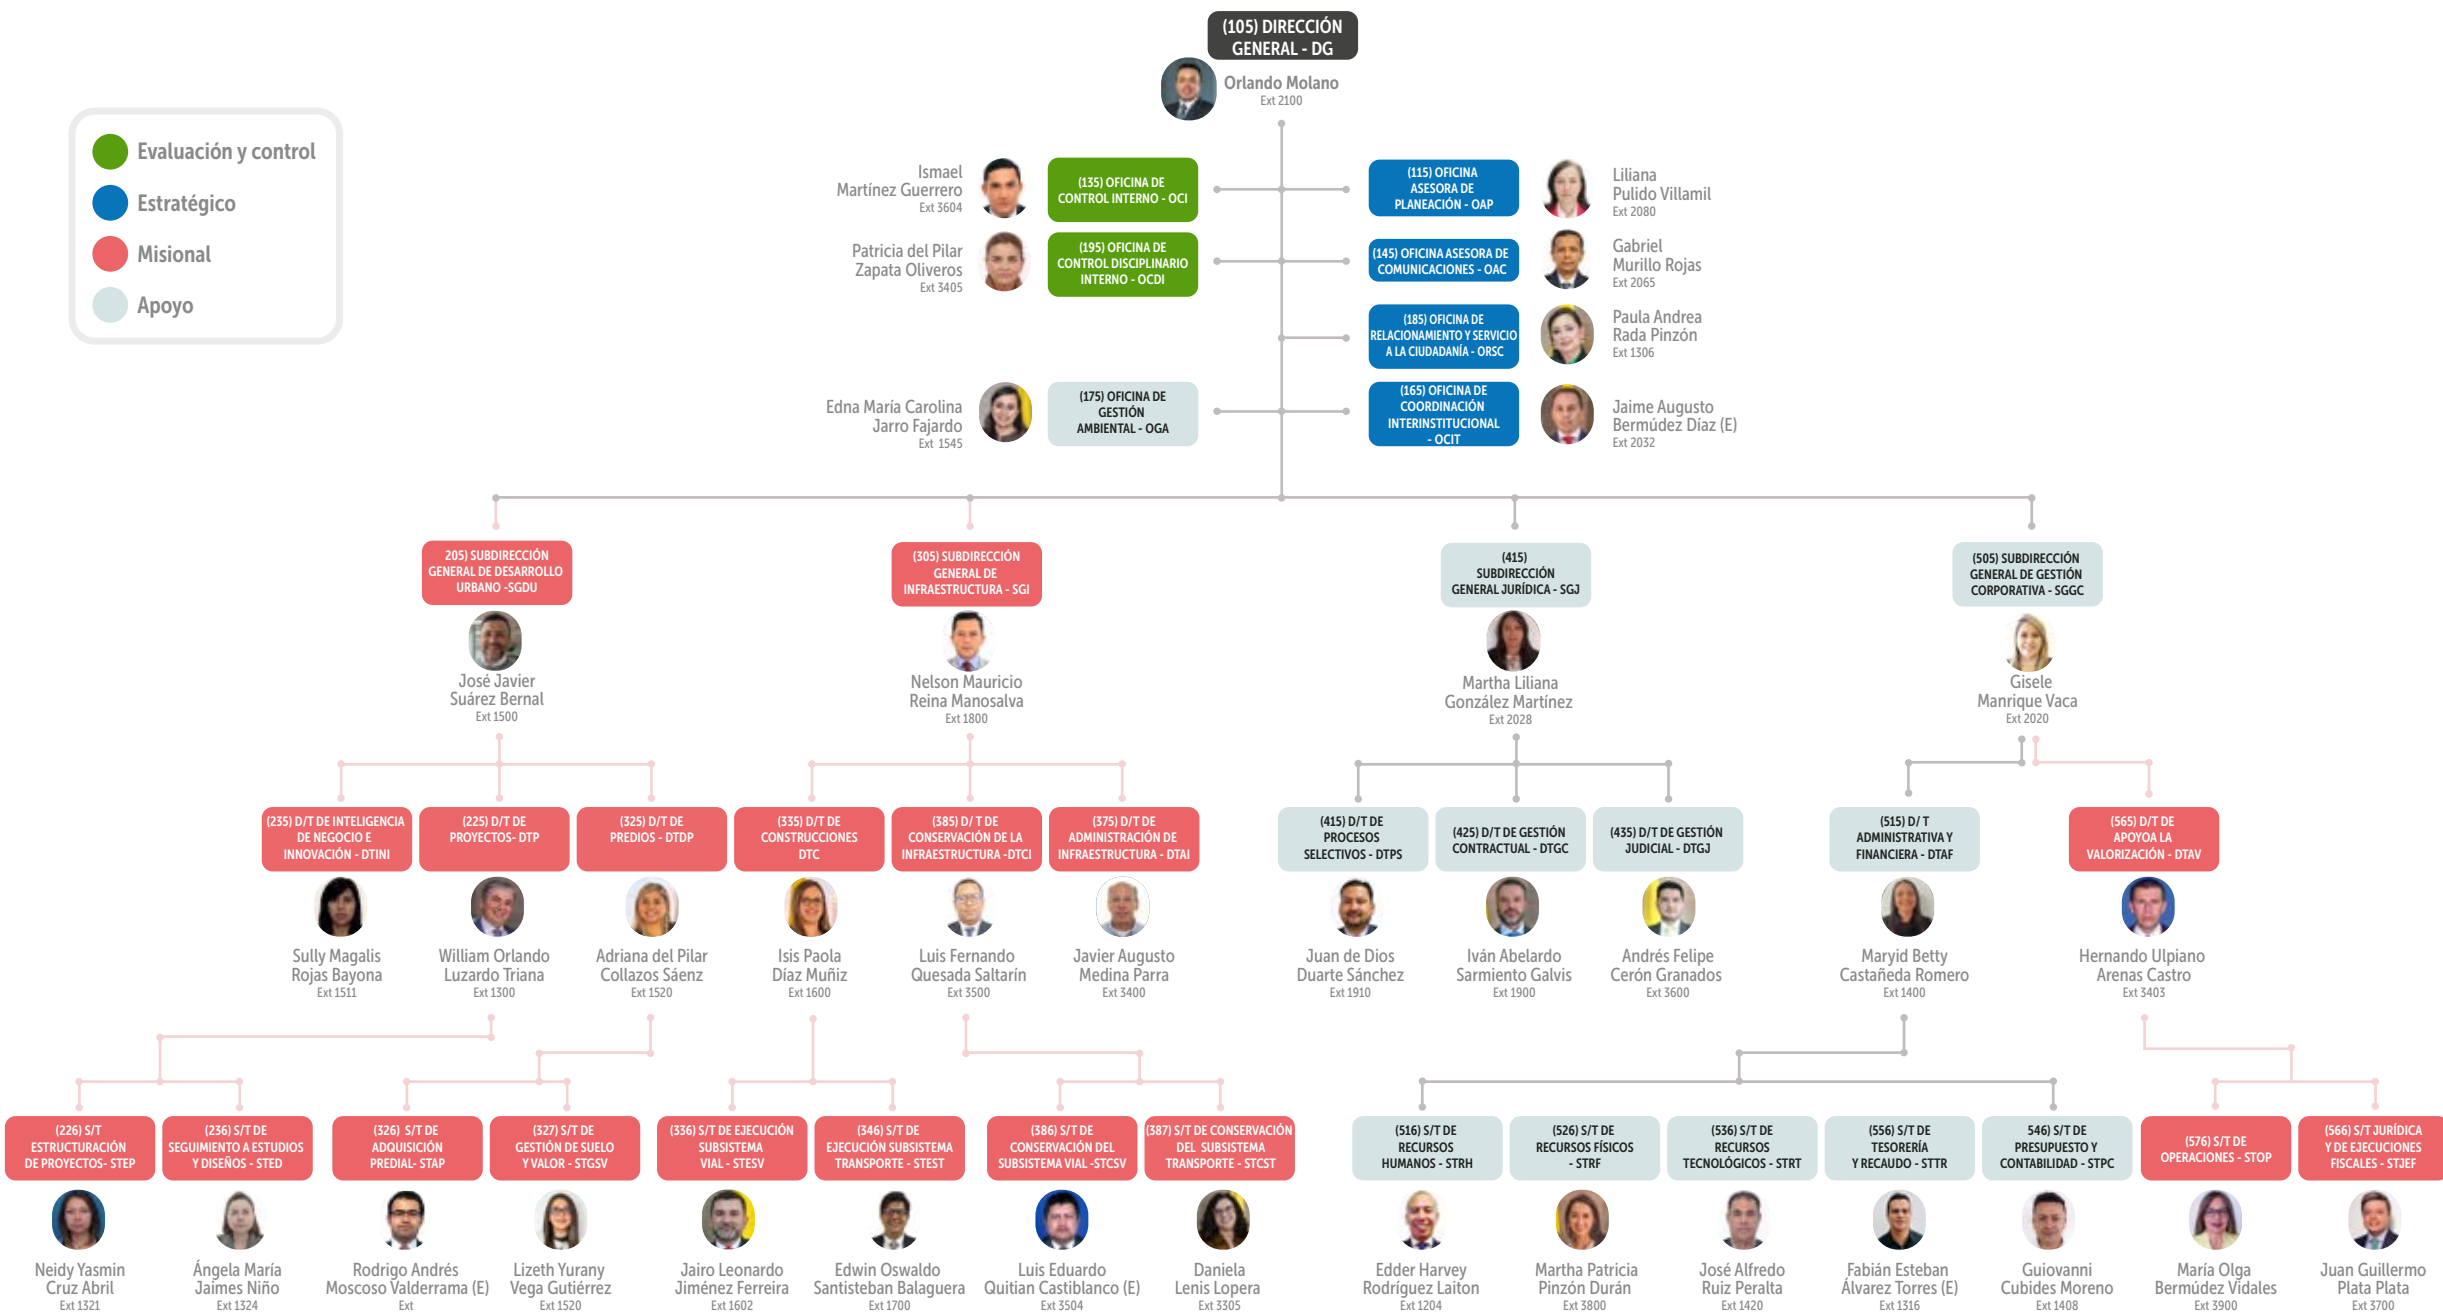 (105) DIRECCIÓN
GENERAL - DG
Orlando Molano
Ext 2100
Evaluación y control
Estratégico
Misional
Apoyo
Ismael
Martínez Guerrero
Ext 3604
(135) OFICINA DE
CONTROL INTERNO - OCI
(115) OFICINA
ASESORA DE
PLANEACIÓN - OAP
Liliana
Pulido Villamil
Ext 2080
Patricia del Pilar
Zapata Oliveros
Ext 3405
(195) OFICINA DE
CONTROL DISCIPLINARIO
INTERNO - OCDI
(145) OFICINA ASESORA DE
COMUNICACIONES - OAC
Gabriel
Murillo Rojas
Ext 2065
(185) OFICINA DE
RELACIONAMIENTO Y SERVICIO
A LA CIUDADANÍA - ORSC
Paula Andrea
Rada Pinzón
Ext 1306
Edna María Carolina
Jarro Fajardo
Ext 1545
(175) OFICINA DE
GESTIÓN
AMBIENTAL - OGA
(165) OFICINA DE
COORDINACIÓN
INTERINSTITUCIONAL
- OCIT
Jaime Augusto
Bermúdez Díaz (E)
Ext 2032
205) SUBDIRECCIÓN
GENERAL DE DESARROLLO
URBANO -SGDU
José Javier
Suárez Bernal
Ext 1500
(305) SUBDIRECCIÓN
GENERAL DE
INFRAESTRUCTURA - SGI
Nelson Mauricio
Reina Manosalva
Ext 1800
(415)
SUBDIRECCIÓN
GENERAL JURÍDICA - SGJ
Martha Liliana
González Martínez
Ext 2028
(505) SUBDIRECCIÓN
GENERAL DE GESTIÓN
CORPORATIVA - SGGC
Gisele
Manrique Vaca
Ext 2020
(235) D/T DE INTELIGENCIA
DE NEGOCIO E
INNOVACIÓN - DTINI
Sully Magalis
Rojas Bayona
Ext 1511
(225) D/T DE
PROYECTOS- DTP
William Orlando
Luzardo Triana
Ext 1300
(325) D/T DE
PREDIOS - DTDP
Adriana del Pilar
Collazos Sáenz
Ext 1520
(335) D/T DE
CONSTRUCCIONES
DTC
Isis Paola
Díaz Muñiz
Ext 1600
(385) D/ T DE
CONSERVACIÓN DE LA
INFRAESTRUCTURA -DTCI
Luis Fernando
Quesada Saltarín
Ext 3500
(375) D/T DE
ADMINISTRACIÓN DE
INFRAESTRUCTURA - DTAI
Javier Augusto
Medina Parra
Ext 3400
(415) D/T DE
PROCESOS
SELECTIVOS - DTPS
Juan de Dios
Duarte Sánchez
Ext 1910
(425) D/T DE GESTIÓN
CONTRACTUAL - DTGC
Iván Abelardo
Sarmiento Galvis
Ext 1900
(435) D/T DE GESTIÓN
JUDICIAL - DTGJ
Andrés Felipe
Cerón Granados
Ext 3600
(515) D/ T
ADMINISTRATIVA Y
FINANCIERA - DTAF
Maryid Betty
Castañeda Romero
Ext 1400
(565) D/T DE
APOYOA LA
VALORIZACIÓN - DTAV
Hernando Ulpiano
Arenas Castro
Ext 3403
(226) S/T
ESTRUCTURACIÓN
DE PROYECTOS- STEP
Neidy Yasmin
Cruz Abril
Ext 1321
(236) S/T DE
SEGUIMIENTO A ESTUDIOS
Y DISEÑOS - STED
Ángela María
Jaimes Niño
Ext 1324
(326) S/T DE
ADQUISICIÓN
PREDIAL- STAP
Rodrigo Andrés
Moscoso Valderrama (E)
Ext
(327) S/T DE
GESTIÓN DE SUELO
Y VALOR - STGSV
Lizeth Yurany
Vega Gutiérrez
Ext 1520
(336) S/T DE EJECUCIÓN
SUBSISTEMA
VIAL - STESV
Jairo Leonardo
Jiménez Ferreira
Ext 1602
(346) S/T DE
EJECUCIÓN SUBSISTEMA
TRANSPORTE - STEST
Edwin Oswaldo
Santisteban Balaguera
Ext 1700
(386) S/T DE
CONSERVACIÓN DEL
SUBSISTEMA VIAL -STCSV
Luis Eduardo
Quitian Castiblanco (E)
Ext 3504
(387) S/T DE CONSERVACIÓN
DEL SUBSISTEMA
TRANSPORTE - STCST
Daniela
Lenis Lopera
Ext 3305
(516) S/T DE
RECURSOS
HUMANOS - STRH
Edder Harvey
Rodríguez Laiton
Ext 1204
(526) S/T DE
RECURSOS FÍSICOS
- STRF
Martha Patricia
Pinzón Durán
Ext 3800
(536) S/T DE
RECURSOS
TECNOLÓGICOS - STRT
José Alfredo
Ruiz Peralta
Ext 1420
(556) S/T DE
TESORERÍA
Y RECAUDO - STTR
Fabián Esteban
Álvarez Torres (E)
Ext 1316
546) S/T DE
PRESUPUESTO Y
CONTABILIDAD - STPC
Guiovanni
Cubides Moreno
Ext 1408
(576) S/T DE
OPERACIONES - STOP
María Olga
Bermúdez Vidales
Ext 3900
(566) S/T JURÍDICA
Y DE EJECUCIONES
FISCALES - STJEF
Juan Guillermo
Plata Plata
Ext 3700